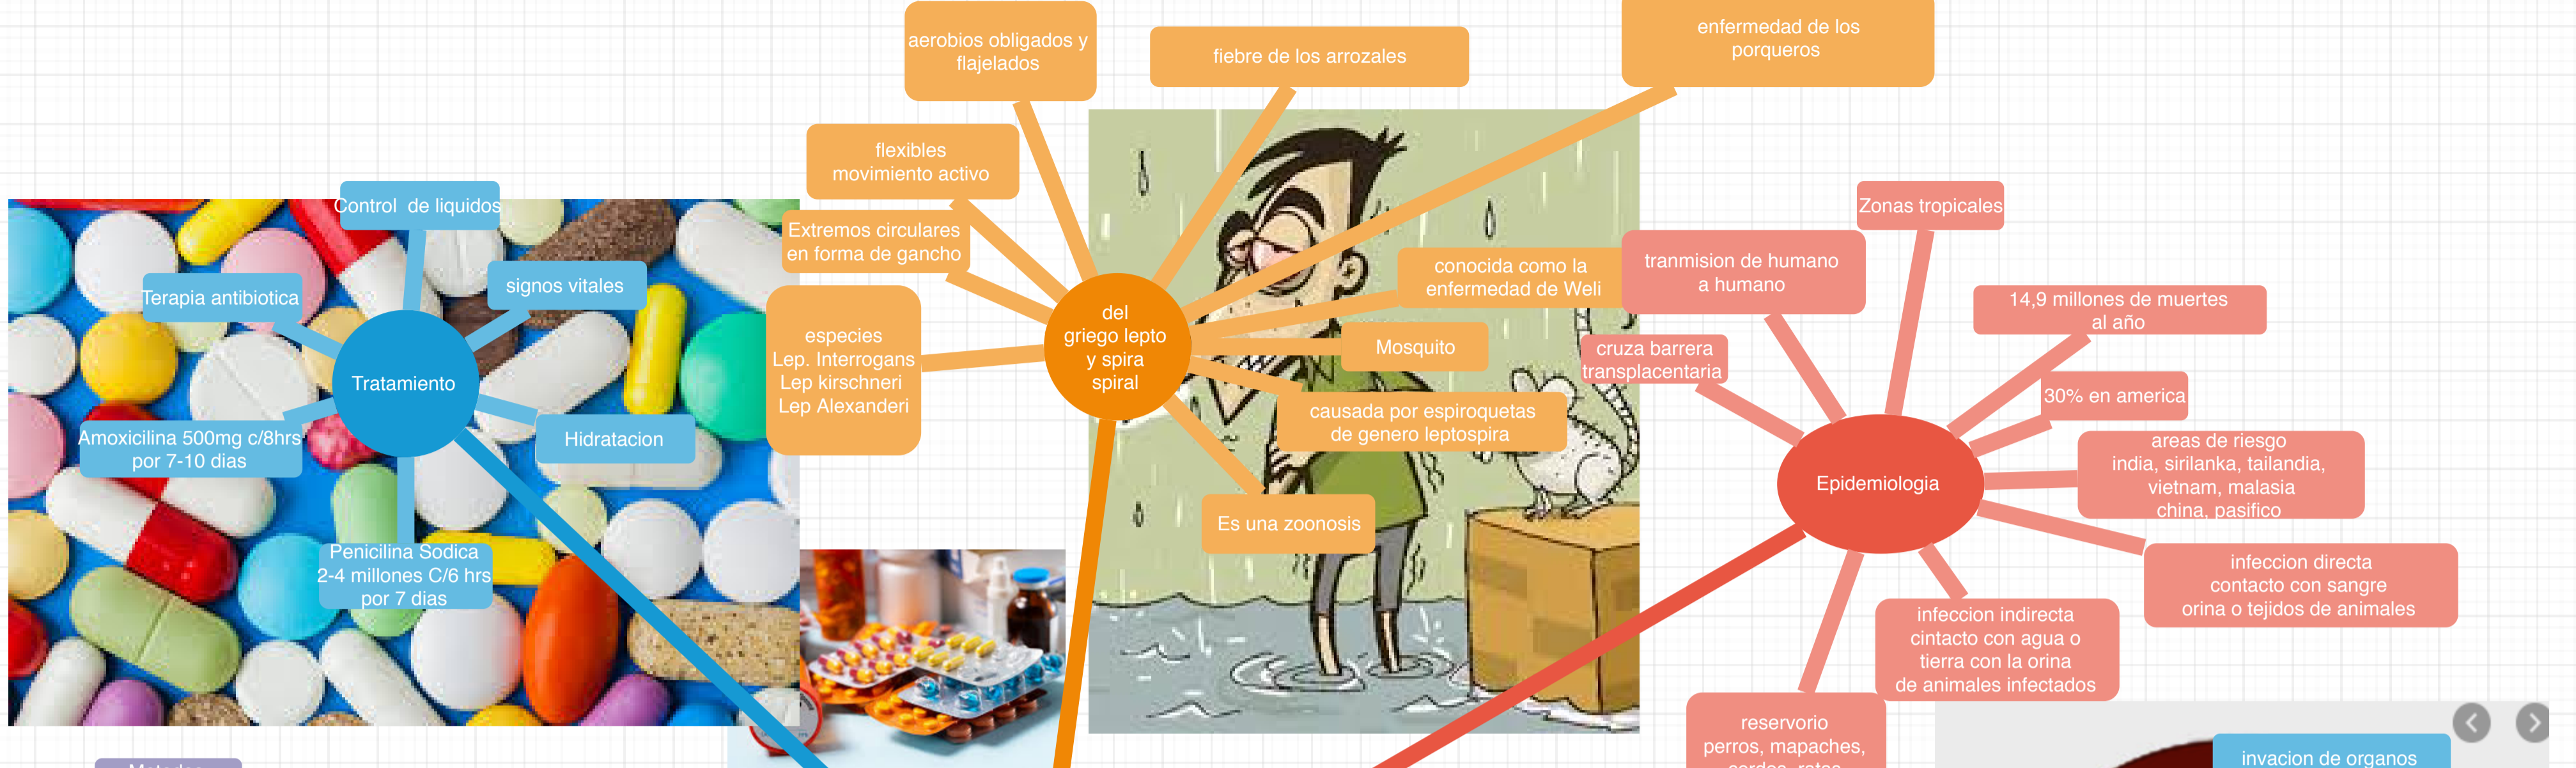 aerobios obligados y
flajelados
fiebre de los arrozales
enfermedad de los
porqueros
flexibles
movimiento activo
Extremos circulares
en forma de gancho
especies
Lep. Interrogans
Lep kirschneri
Lep Alexanderi
del
griego lepto
y spira
spiral
conocida como la
enfermedad de Weli
Mosquito
causada por espiroquetas
de genero leptospira
Es una zoonosis
Control de liquidos
Terapia antibiotica
signos vitales
Tratamiento
Amoxicilina 500mg c/8hrs
por 7-10 dias
Hidratacion
Penicilina Sodica
2-4 millones C/6 hrs
por 7 dias
Zonas tropicales
tranmision de humano
a humano
14,9 millones de muertes
al año
cruza barrera
transplacentaria
30% en america
Epidemiologia
areas de riesgo
india, sirilanka, tailandia,
vietnam, malasia
china, pasifico
infeccion directa
contacto con sangre
orina o tejidos de animales
infeccion indirecta
cintacto con agua o
tierra con la orina
de animales infectados
reservorio
perros, mapaches,
cerdos, ratas
invacion de organos